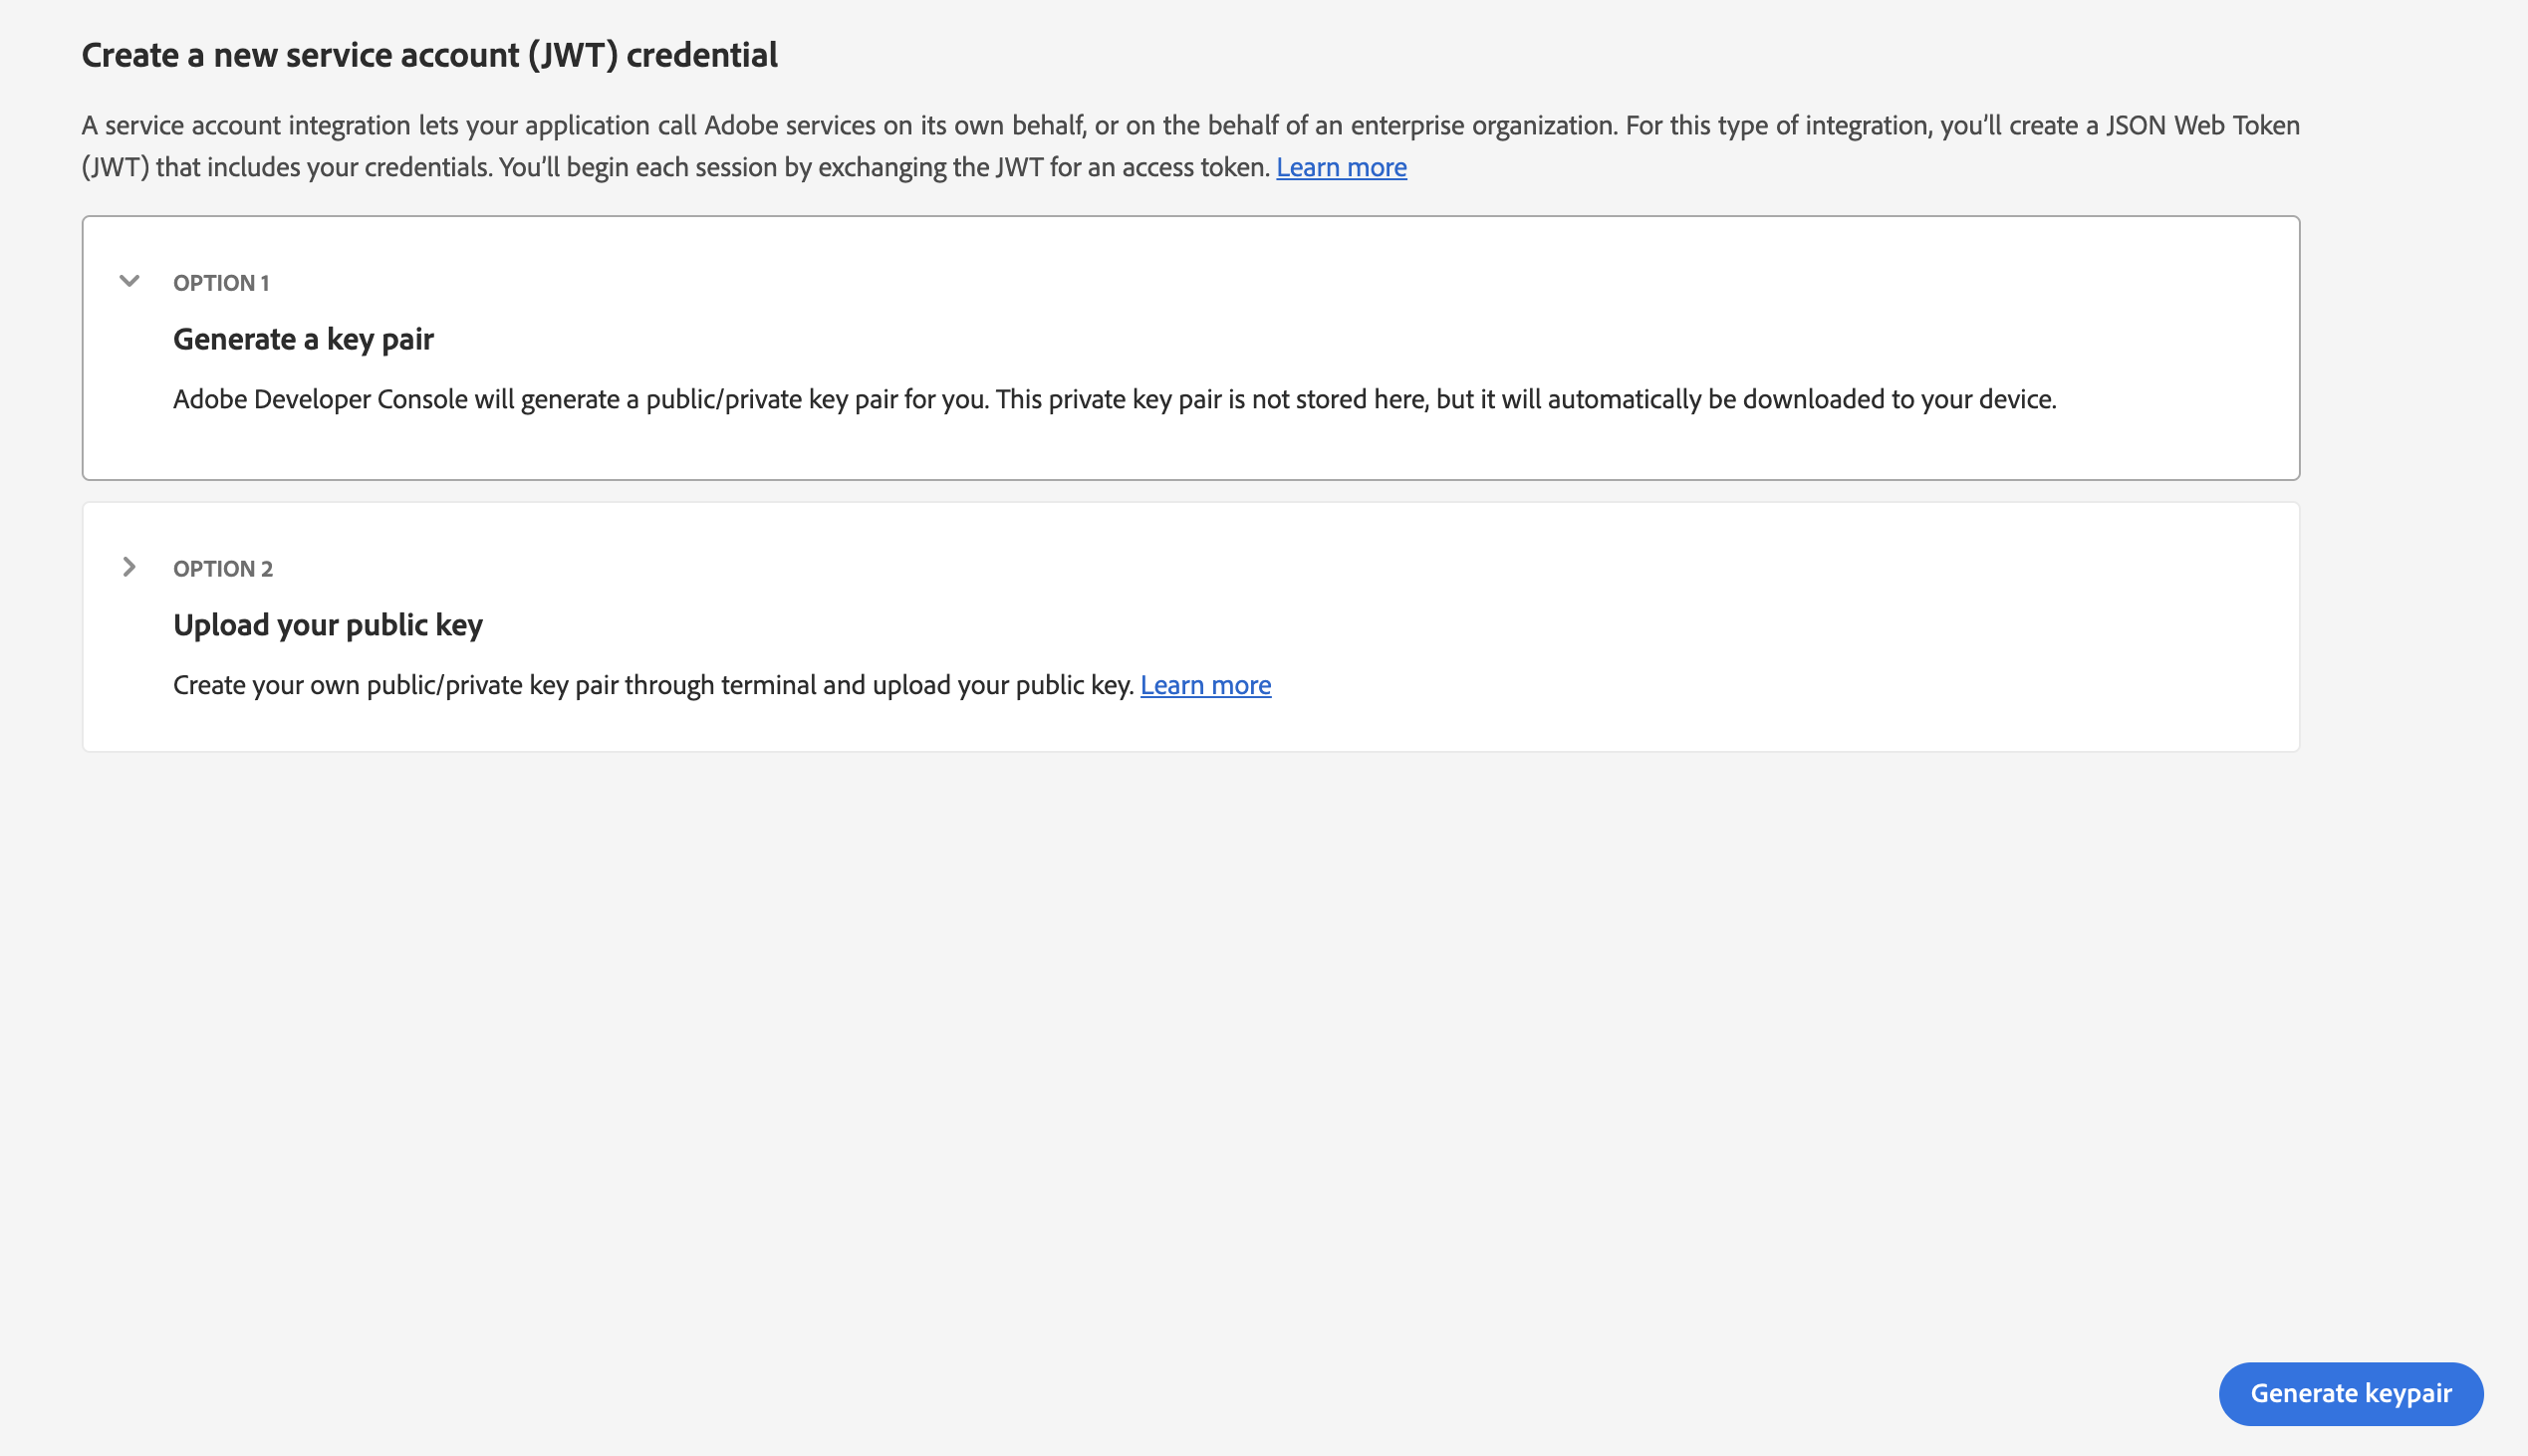 Create a new service account (JWT) credential
A service account integration lets your application call Adobe services on its own behalf, or on the behalf of an enterprise organization. For this type of integration, you’ll create a JSON Web Token
(JWT) that includes your credentials. You’ll begin each session by exchanging the JWT for an access token. Learn more
OPTION 1
Generate a key pair
Adobe Developer Console will generate a public/private key pair for you. This private key pair is not stored here, but it will automatically be downloaded to your device.
OPTION 2
Upload your public key
Create your own public/private key pair through terminal and upload your public key. Learn more
Generate keypair